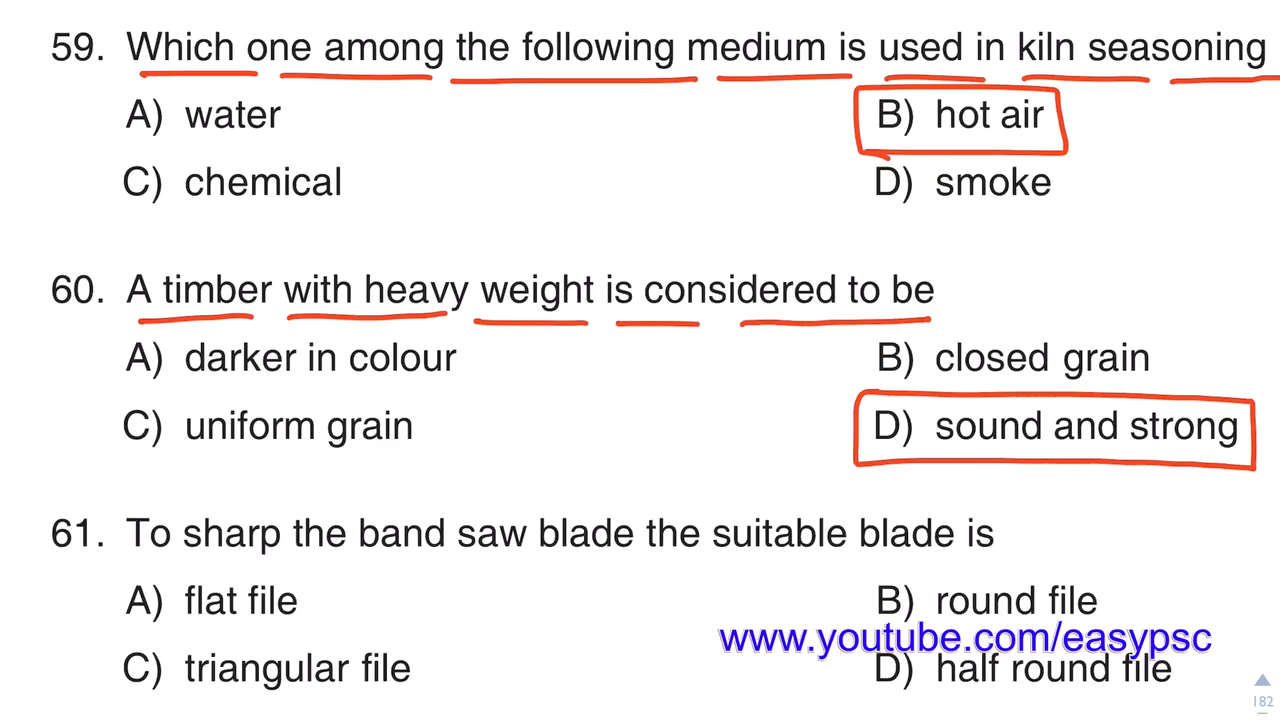 59. Which one among the following medium is used in kiln seasoning
A) water B) hot air
C) chemical D) smoke
60. A timber with heavy weight is considered to be
A) darker in colour B) closed grain
C) uniform grain D) sound and strong
61. To sharp the band saw blade the suitable blade is
A) flat file B) round file
www.youtube.com/easypsc
C) triangular file D) half round file
182